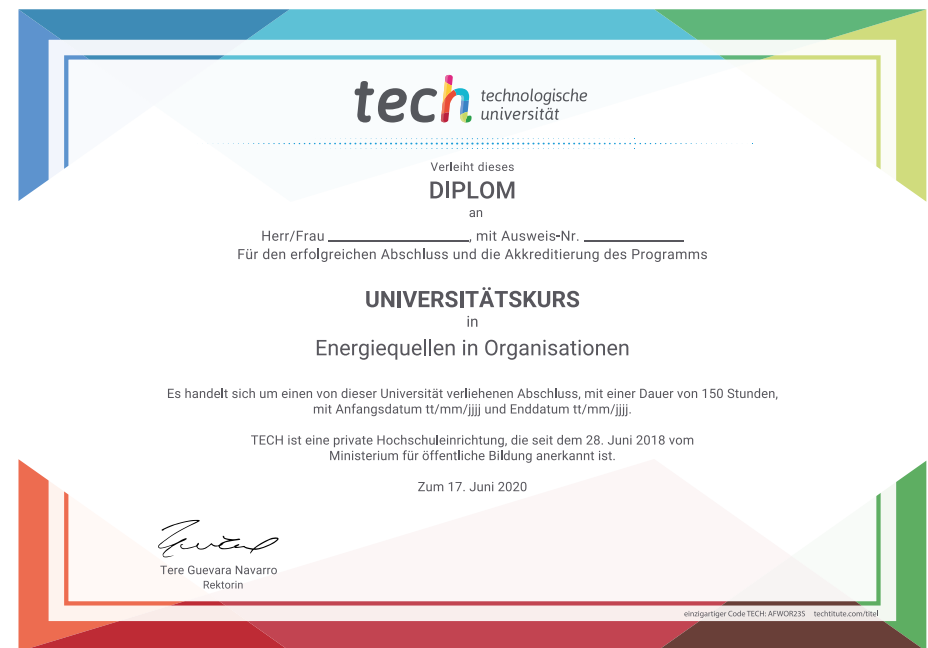 tech technologische
universität
Verleiht dieses
DIPLOM
an
Herr/Frau ____________________, mit Ausweis-Nr. ______________
Für den erfolgreichen Abschluss und die Akkreditierung des Programms
UNIVERSITÄTSKURS
in
Energiequellen in Organisationen
Es handelt sich um einen von dieser Universität verliehenen Abschluss, mit einer Dauer von 150 Stunden,
mit Anfangsdatum tt/mm/jjjj und Enddatum tt/mm/jjjj.
TECH ist eine private Hochschuleinrichtung, die seit dem 28. Juni 2018 vom
Ministerium für öffentliche Bildung anerkannt ist.
Zum 17. Juni 2020
Tere Guevara Navarro
Rektorin
einzigartiger Code TECH: AFWOR23S techtitute.com/titel